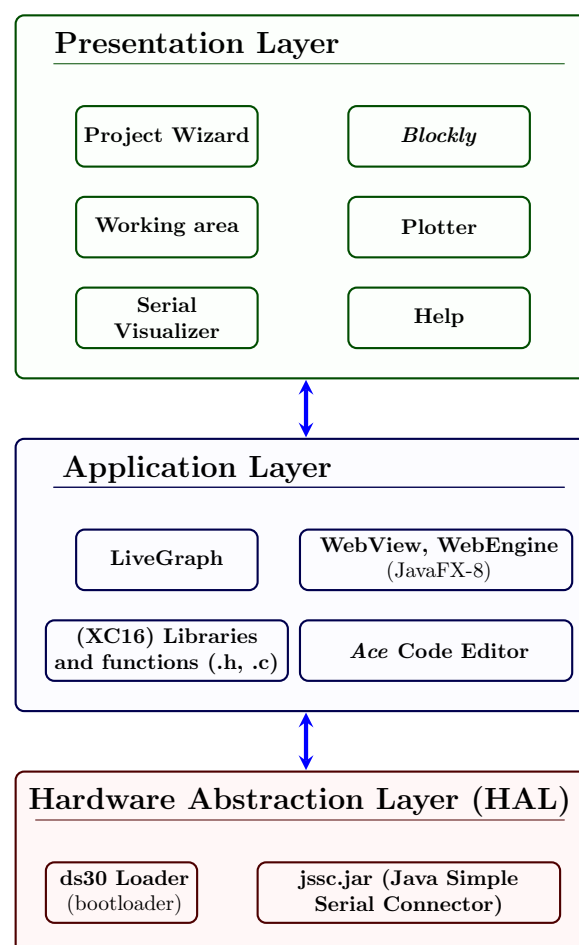 Presentation Layer
Project Wizard
Blockly
Working area
Plotter
Serial
Visualizer
Help
Application Layer
LiveGraph
WebView, WebEngine
(JavaFX-8)
(XC16) Libraries
and functions (.h, .c)
Ace Code Editor
Hardware Abstraction Layer (HAL)
ds30 Loader
(bootloader)
jssc.jar (Java Simple
Serial Connector)